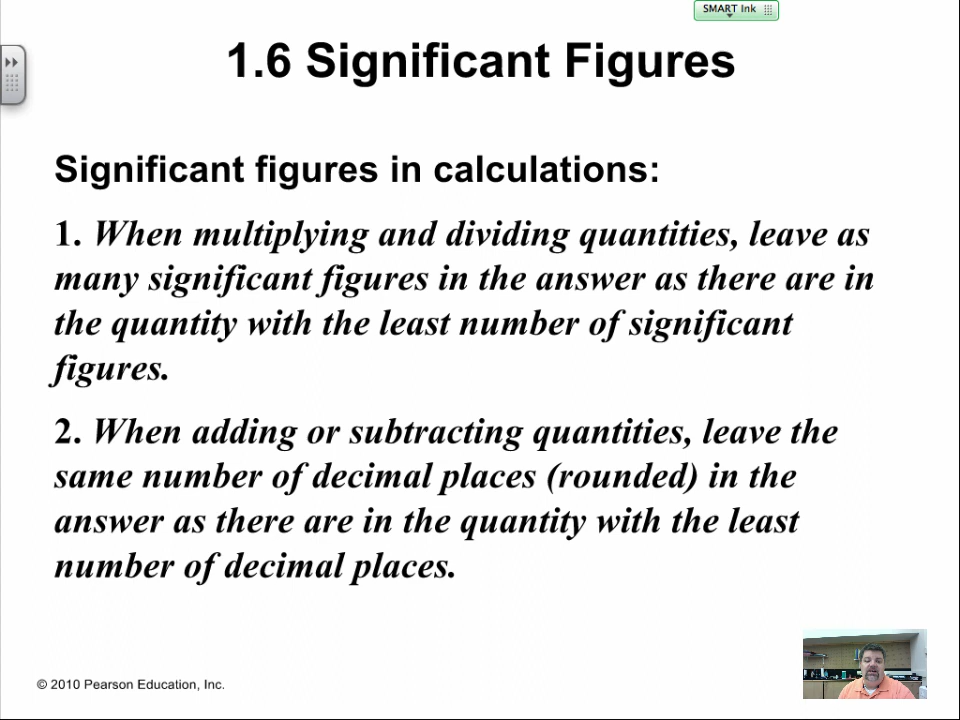 SMART Ink
1.6 Significant Figures
Significant figures in calculations:
1. When multiplying and dividing quantities, leave as
many significant figures in the answer as there are in
the quantity with the least number of significant
figures.
2. When adding or subtracting quantities, leave the
same number of decimal places (rounded) in the
answer as there are in the quantity with the least
number of decimal places.
© 2010 Pearson Education, Inc.